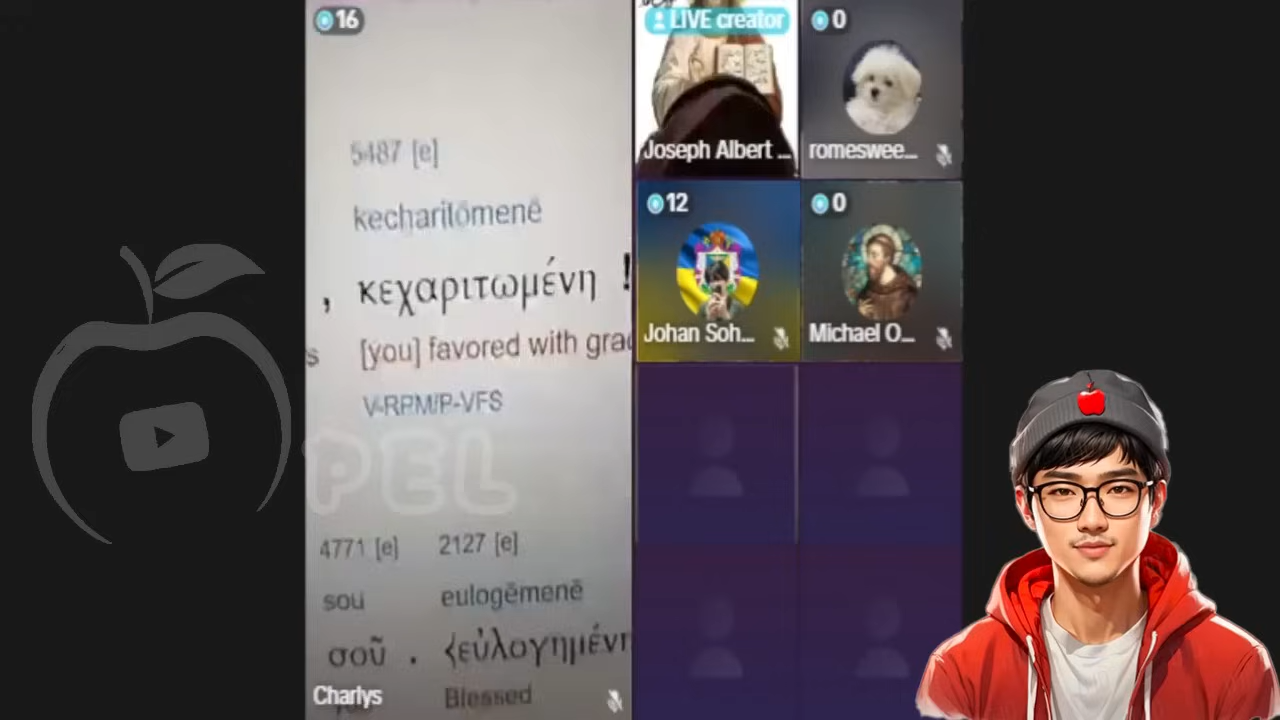 16
5487 [e]
kecharitōmenē
, κεχαριτωμένη !
s [you] favored with grac
V-RPM/P-VFS
PEL
4771 [e] 2127 [e]
sou eulogēmenē
σοῦ . ⟨εὐλογημένη
Blessed
Charlys
LIVE creator
Joseph Albert ...
0
romeswee...
12
Johan Soh...
0
Michael O...